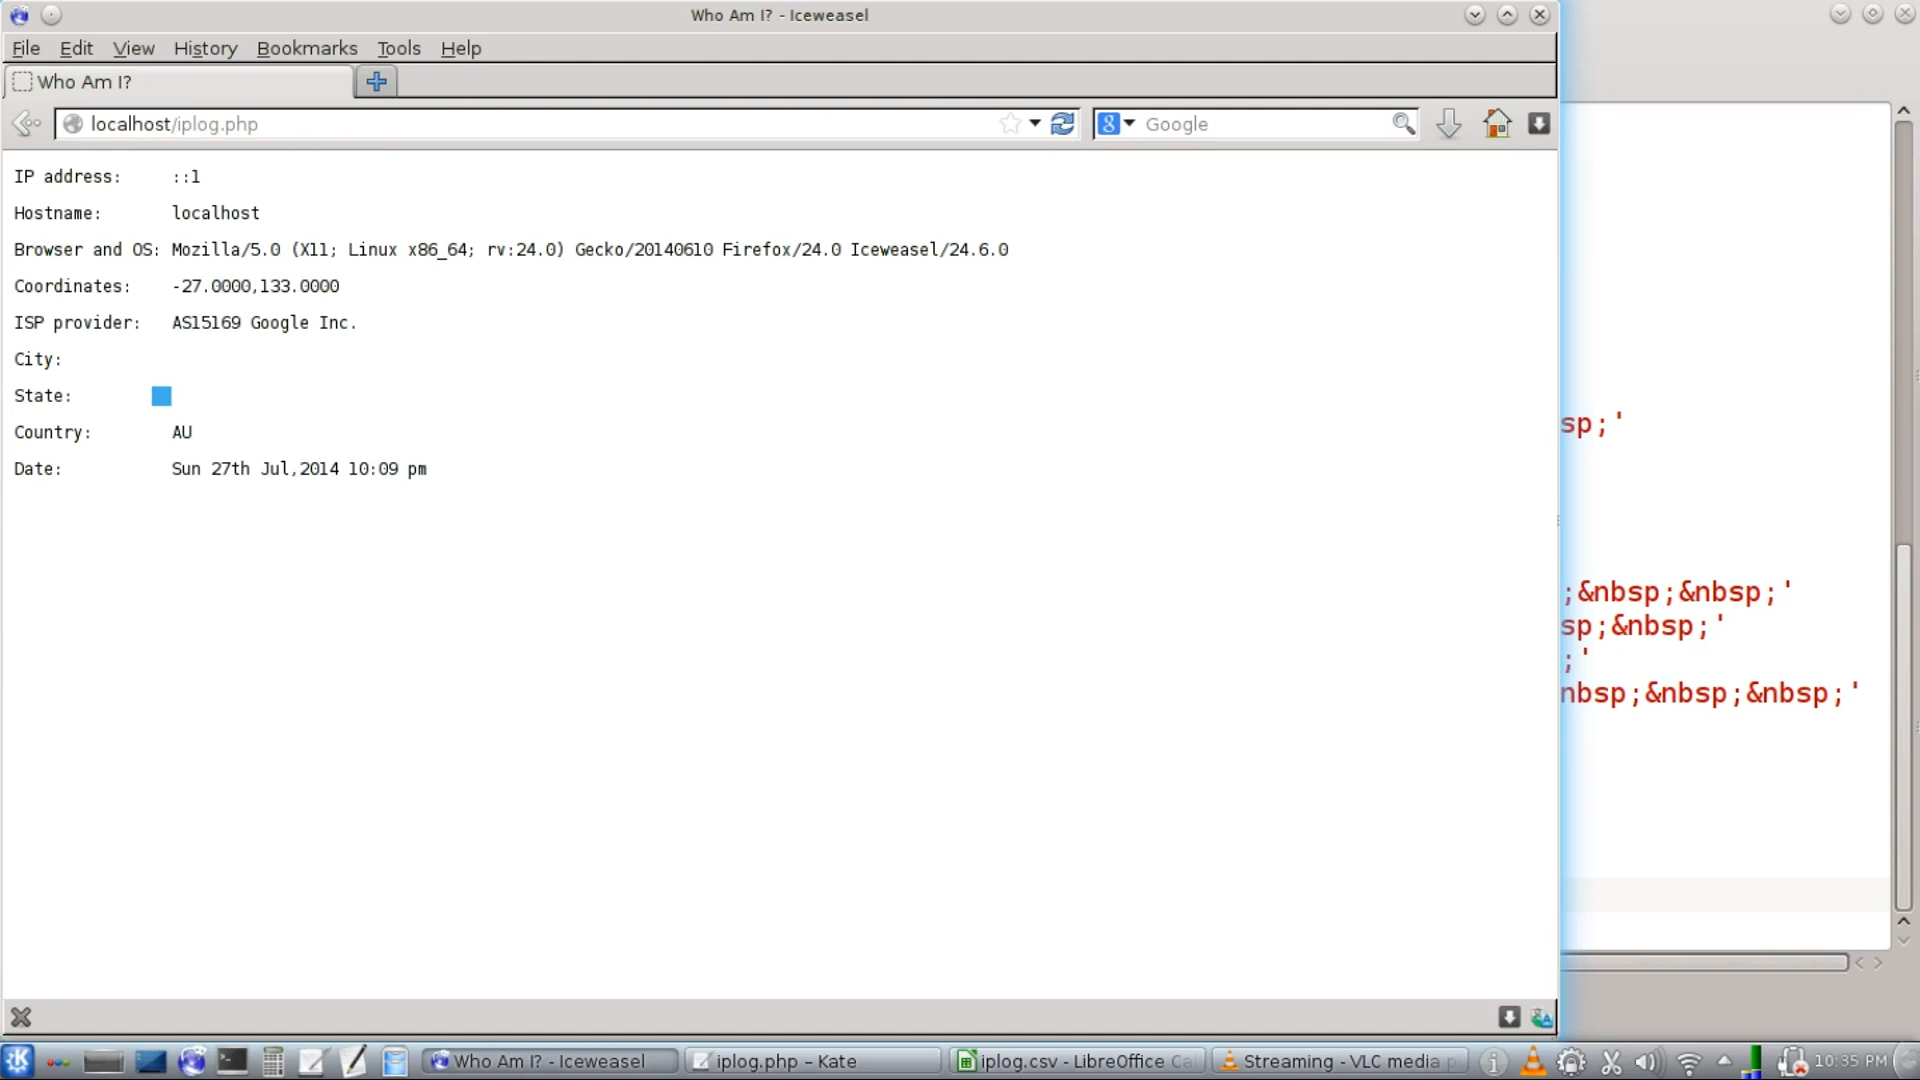 Who Am I? - Iceweasel
File Edit View History Bookmarks Tools Help
Who Am I?
localhost/iplog.php
8 Google
IP address: ::1
Hostname: localhost
Browser and OS: Mozilla/5.0 (X11; Linux x86_64; rv:24.0) Gecko/20140610 Firefox/24.0 Iceweasel/24.6.0
Coordinates: -27.0000,133.0000
ISP provider: AS15169 Google Inc.
City:
State:
Country: AU
Date: Sun 27th Jul,2014 10:09 pm
sp;'
;&nbsp;&nbsp;'
sp;&nbsp;'
;'
nbsp;&nbsp;&nbsp;'
Who Am I? - Iceweasel
iplog.php – Kate
iplog.csv - LibreOffice Ca
Streaming - VLC media p
10:35 PM